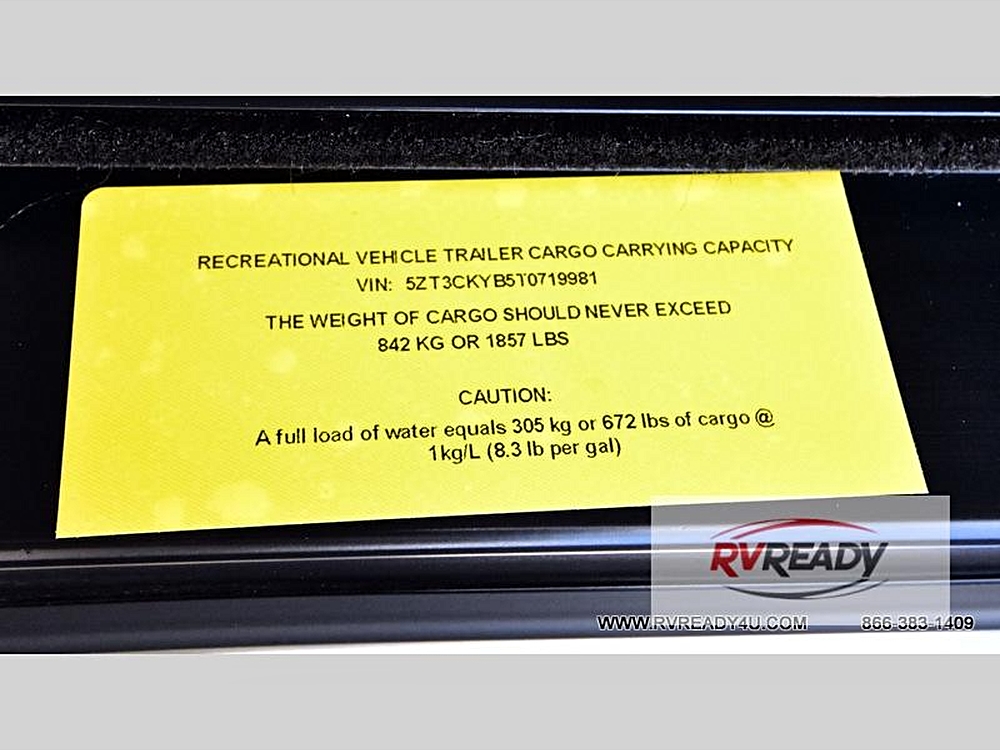 RECREATIONAL VEHICLE TRAILER CARGO CARRYING CAPACITY
VIN: 5ZT3CKYB5T0719981
THE WEIGHT OF CARGO SHOULD NEVER EXCEED
842 KG OR 1857 LBS
CAUTION:
A full load of water equals 305 kg or 672 lbs of cargo @
1kg/L (8.3 lb per gal)
RVREADY
WWW.RVREADY4U.COM 866-383-1409